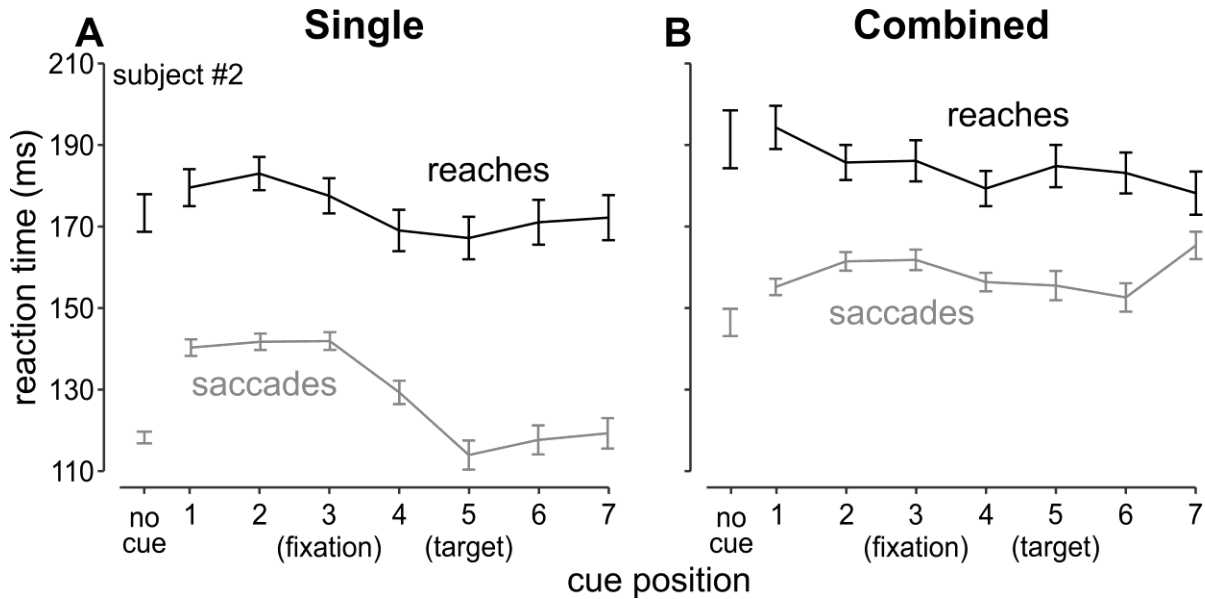 A Single B Combined
subject #2
reaction time (ms)
210
190
170
150
130
110
reaches
saccades
reaches
saccades
no cue 1 2 3 4 5 6 7
(fixation) (target)
no cue 1 2 3 4 5 6 7
(fixation) (target)
cue position